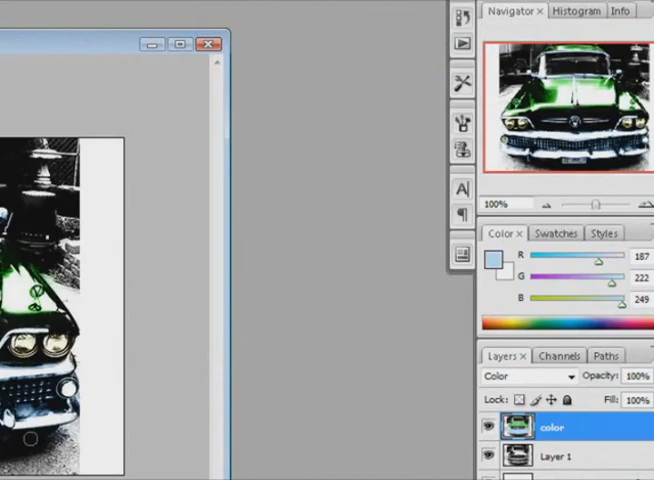 Navigator × Histogram Info
100%
Color × Swatches Styles
R 187
G 222
B 249
Layers × Channels Paths
Color Opacity: 100%
Lock: Fill: 100%
color
Layer 1